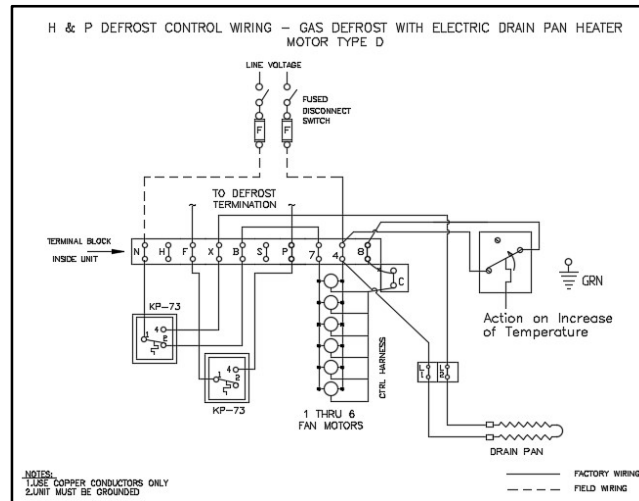 H & P DEFROST CONTROL WIRING – GAS DEFROST WITH ELECTRIC DRAIN PAN HEATER
MOTOR TYPE D
LINE VOLTAGE
FUSED
DISCONNECT
SWITCH
F F
TO DEFROST
TERMINATION
TERMINAL BLOCK
INSIDE UNIT
N H F X B S P 7 4 8
C
GRN
KP-73
4
1 2
Action on Increase
of Temperature
4
1 2
KP-73
CTRL HARNESS
L1 L2
1 THRU 6
FAN MOTORS
DRAIN PAN
NOTES:
1.USE COPPER CONDUCTORS ONLY
2.UNIT MUST BE GROUNDED
FACTORY WIRING
FIELD WIRING